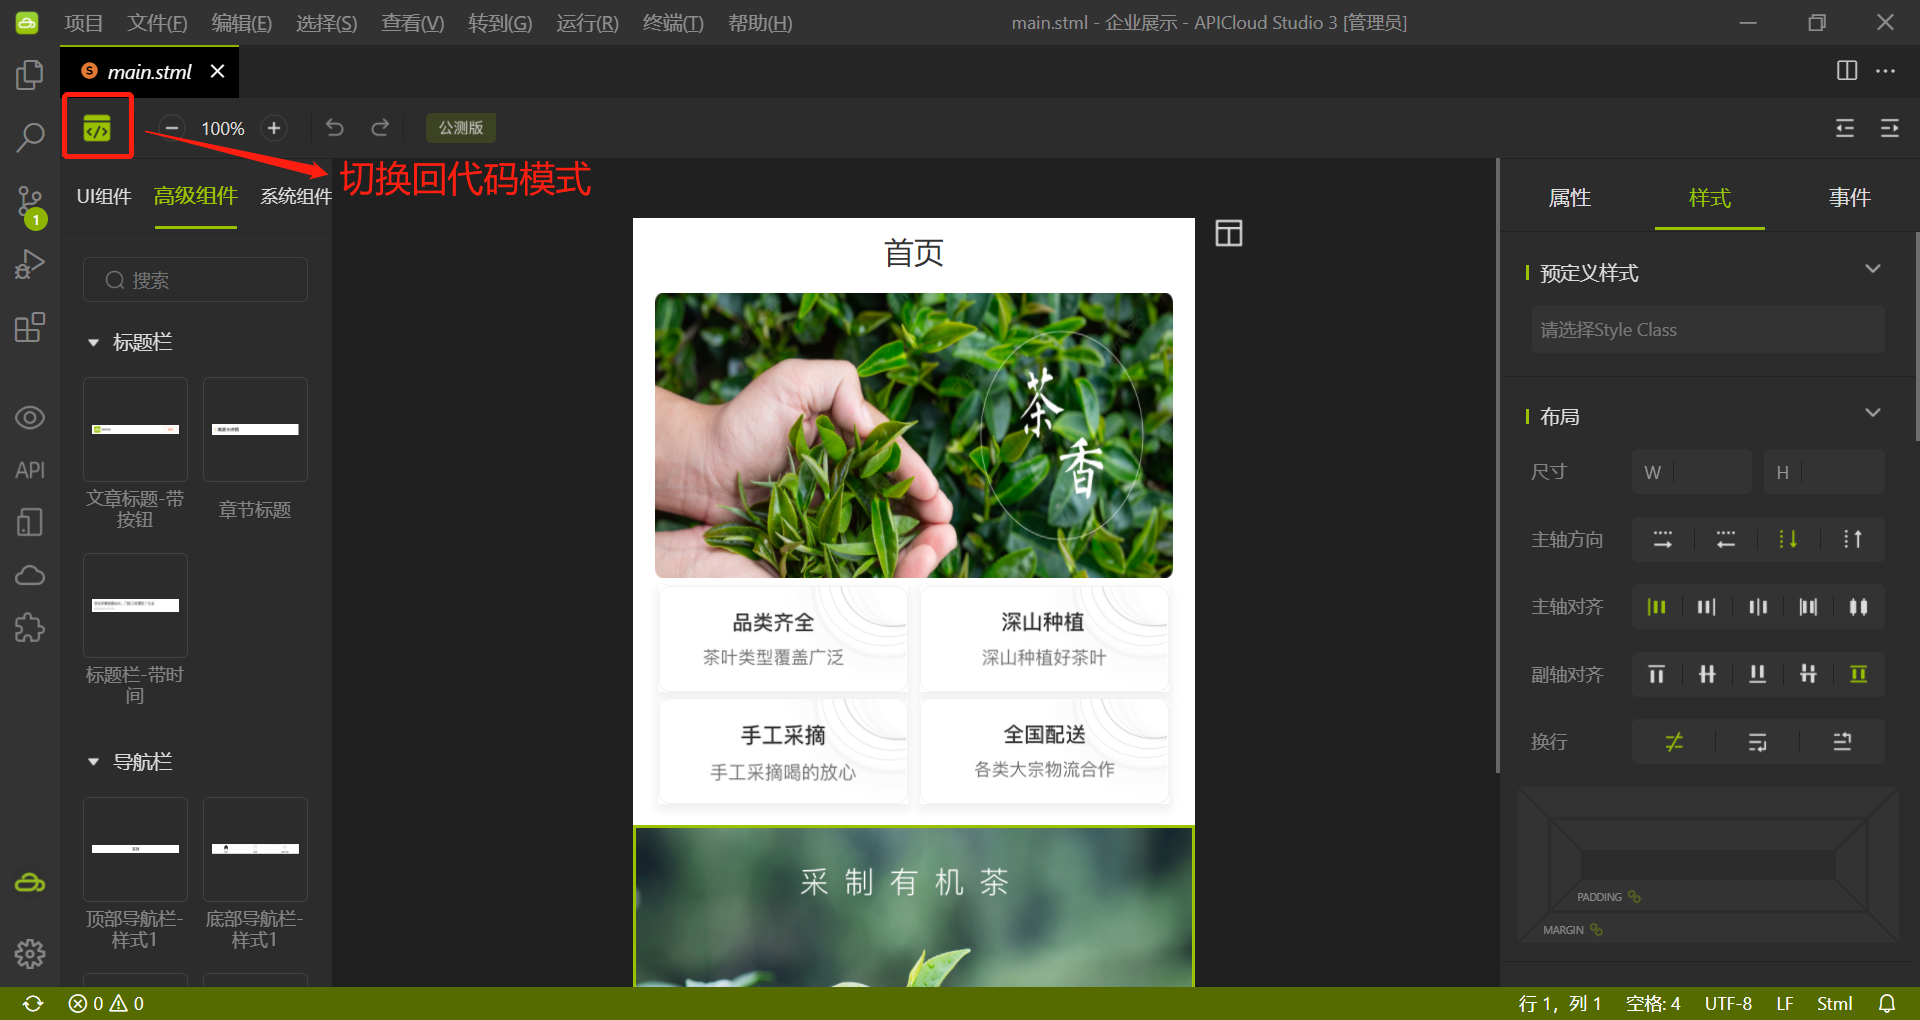 项目 文件(F) 编辑(E) 选择(S) 查看(V) 转到(G) 运行(R) 终端(T) 帮助(H) main.stml - 企业展示 - APICloud Studio 3 [管理员]
main.stml
100% 公测版
切换回代码模式
UI组件 高级组件 系统组件
搜索
标题栏
文章标题-带按钮
章节标题
标题栏-带时间
导航栏
顶部导航栏-样式1
底部导航栏-样式1
1
API
首页
茶香
品类齐全
茶叶类型覆盖广泛
深山种植
深山种植好茶叶
手工采摘
手工采摘喝的放心
全国配送
各类大宗物流合作
采制有机茶
属性 样式 事件
预定义样式
请选择Style Class
布局
尺寸 W H
主轴方向
主轴对齐
副轴对齐
换行
PADDING
MARGIN
0 0 行 1，列 1 空格: 4 UTF-8 LF Stml